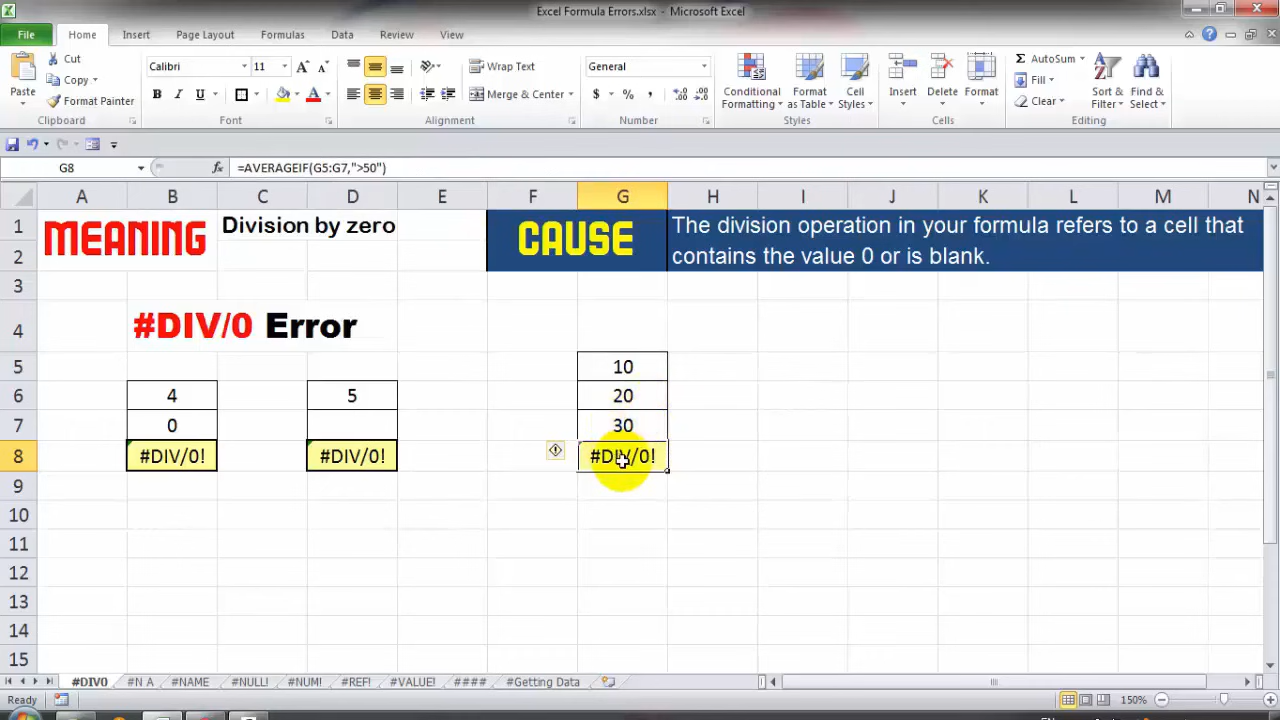 Excel Formula Errors.xlsx - Microsoft Excel
File Home Insert Page Layout Formulas Data Review View
Paste
Cut
Copy
Format Painter
Clipboard
Calibri 11
A A
B I U A
Font
Wrap Text
Merge & Center
Alignment
General
$ % ,
Number
Conditional Formatting
Format as Table
Cell Styles
Styles
Insert Delete Format
Cells
Σ AutoSum
Fill
Clear
Sort & Filter
Find & Select
Editing
G8 fx =AVERAGEIF(G5:G7,">50")
A B C D E F G H I J K L M N
1 MEANING Division by zero CAUSE The division operation in your formula refers to a cell that
2 contains the value 0 or is blank.
3
4 #DIV/0 Error
5 10
6 4 5 20
7 0 30
8 #DIV/0! #DIV/0! #DIV/0!
9
10
11
12
13
14
15
#DIV0 #N A #NAME #NULL! #NUM! #REF! #VALUE! #### #Getting Data
Ready 150%